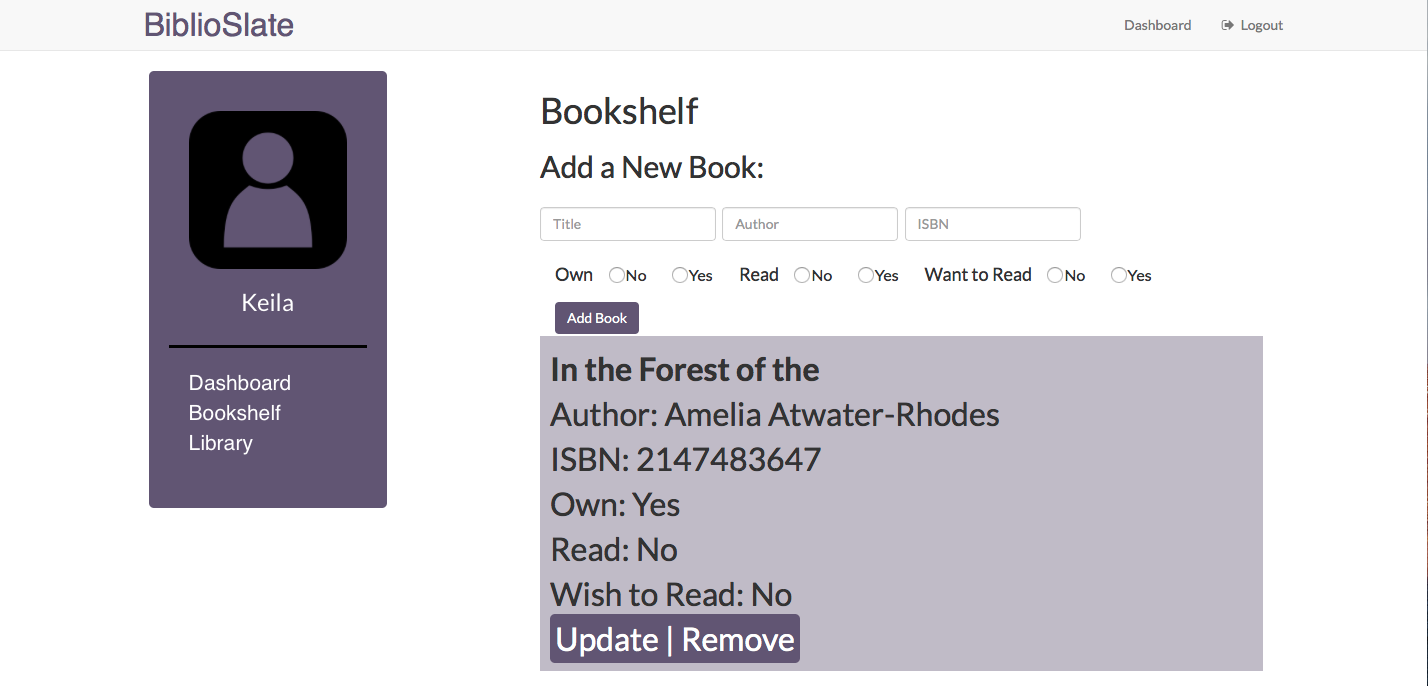 BiblioSlate
Dashboard Logout
Keila
Dashboard
Bookshelf
Library
Bookshelf
Add a New Book:
Title Author ISBN
Own No Yes Read No Yes Want to Read No Yes
Add Book
In the Forest of the
Author: Amelia Atwater-Rhodes
ISBN: 2147483647
Own: Yes
Read: No
Wish to Read: No
Update | Remove